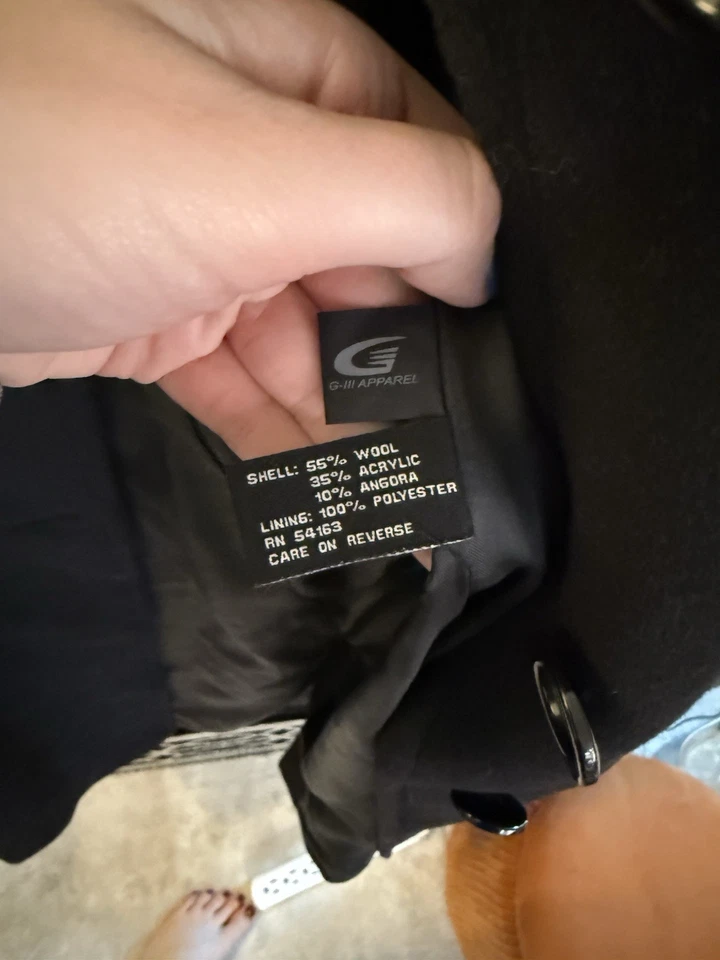 G-III APPAREL
SHELL: 55% WOOL
35% ACRYLIC
10% ANGORA
LINING: 100% POLYESTER
RN 54163
CARE ON REVERSE